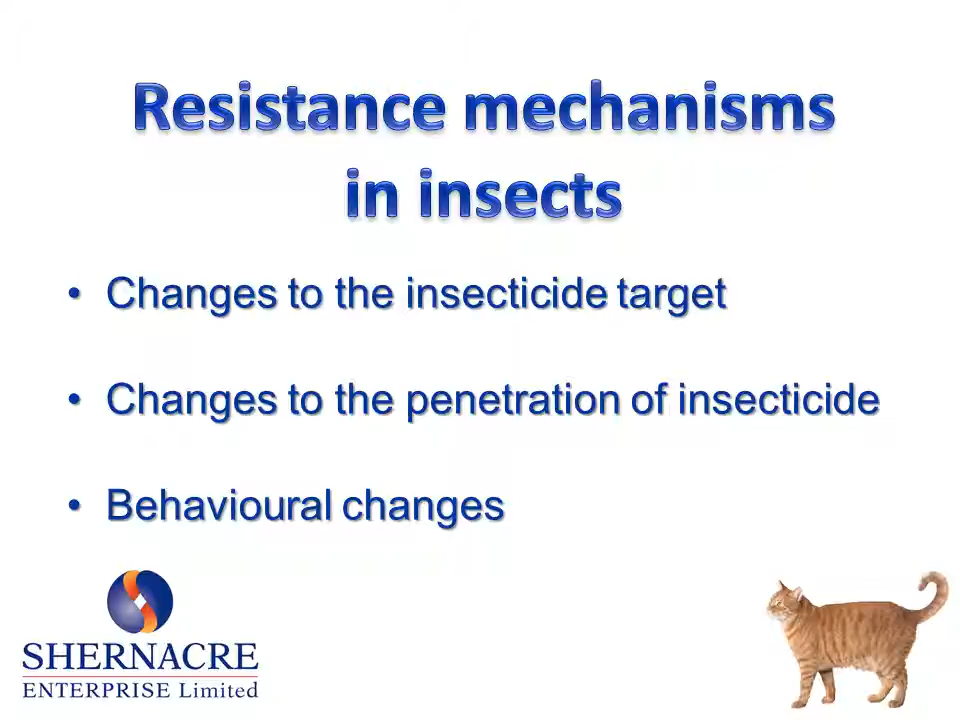 Resistance mechanisms
in insects
• Changes to the insecticide target
• Changes to the penetration of insecticide
• Behavioural changes
SHERNACRE
ENTERPRISE Limited